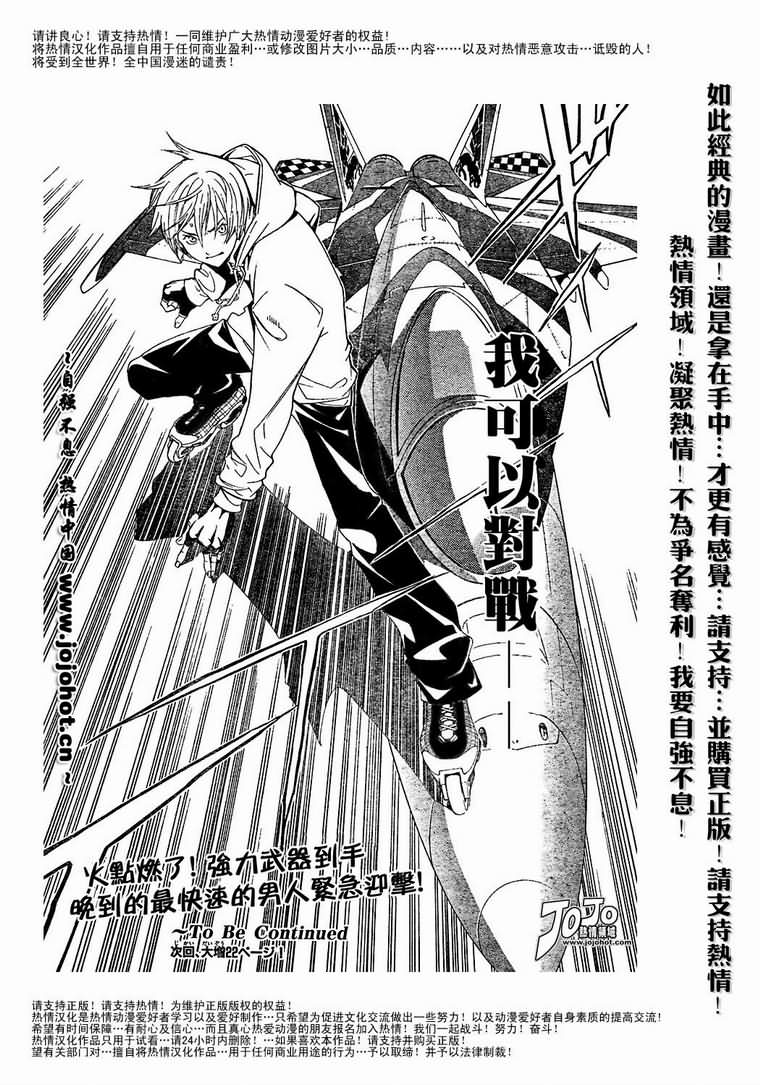 请讲良心！请支持热情！一同维护广大热情动漫爱好者的权益！
将热情汉化作品擅自用于任何商业盈利…或修改图片大小…品质…内容……以及对热情恶意攻击…诋毁的人！
将受到全世界！全中国漫迷的谴责！
如此經典的漫畫！還是拿在手中…才更有感覺…請支持…並購買正版！請支持熱情！
熱情領域！凝聚熱情！不為爭名奪利！我要自強不息！
我可以對戰——
~自强不息 热情中国 www.jojohot.cn ~
火點燃了！強力武器到手
晚到的最快速的男人緊急迎擊！
~To Be Continued
次回、大増22ページ！
JOJO
熱情領域
www.jojohot.com
请支持正版！请支持热情！为维护正版版权的权益！
热情汉化是热情动漫爱好者学习以及爱好制作…只希望为促进文化交流做出一些努力！以及动漫爱好者自身素质的提高交流！
希望有时间保障…有耐心及信心…而且真心热爱动漫的朋友报名加入热情！我们一起战斗！努力！奋斗！
热情汉化作品只用于试看…请24小时内删除！…如果喜欢本作品！请支持并购买正版！
望有关部门对…擅自将热情汉化作品…用于任何商业用途的行为…予以取缔！并予以法律制裁！